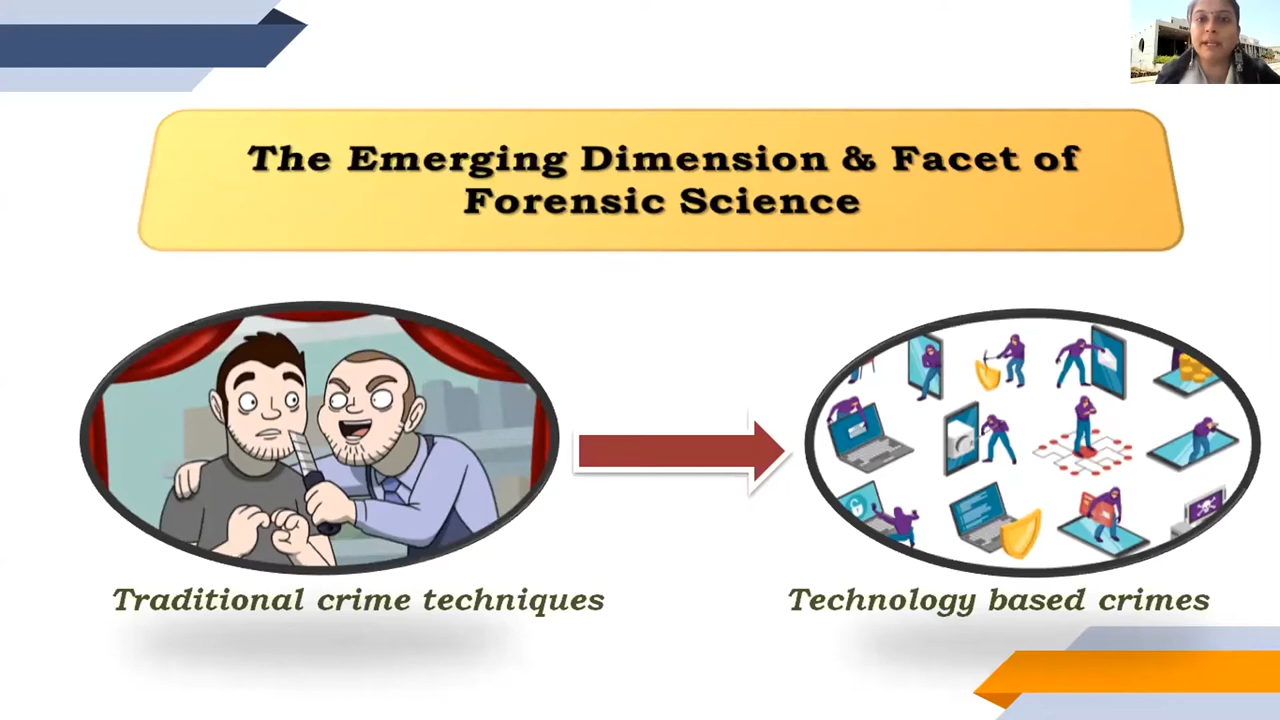 The Emerging Dimension & Facet of
Forensic Science
Traditional crime techniques
Technology based crimes